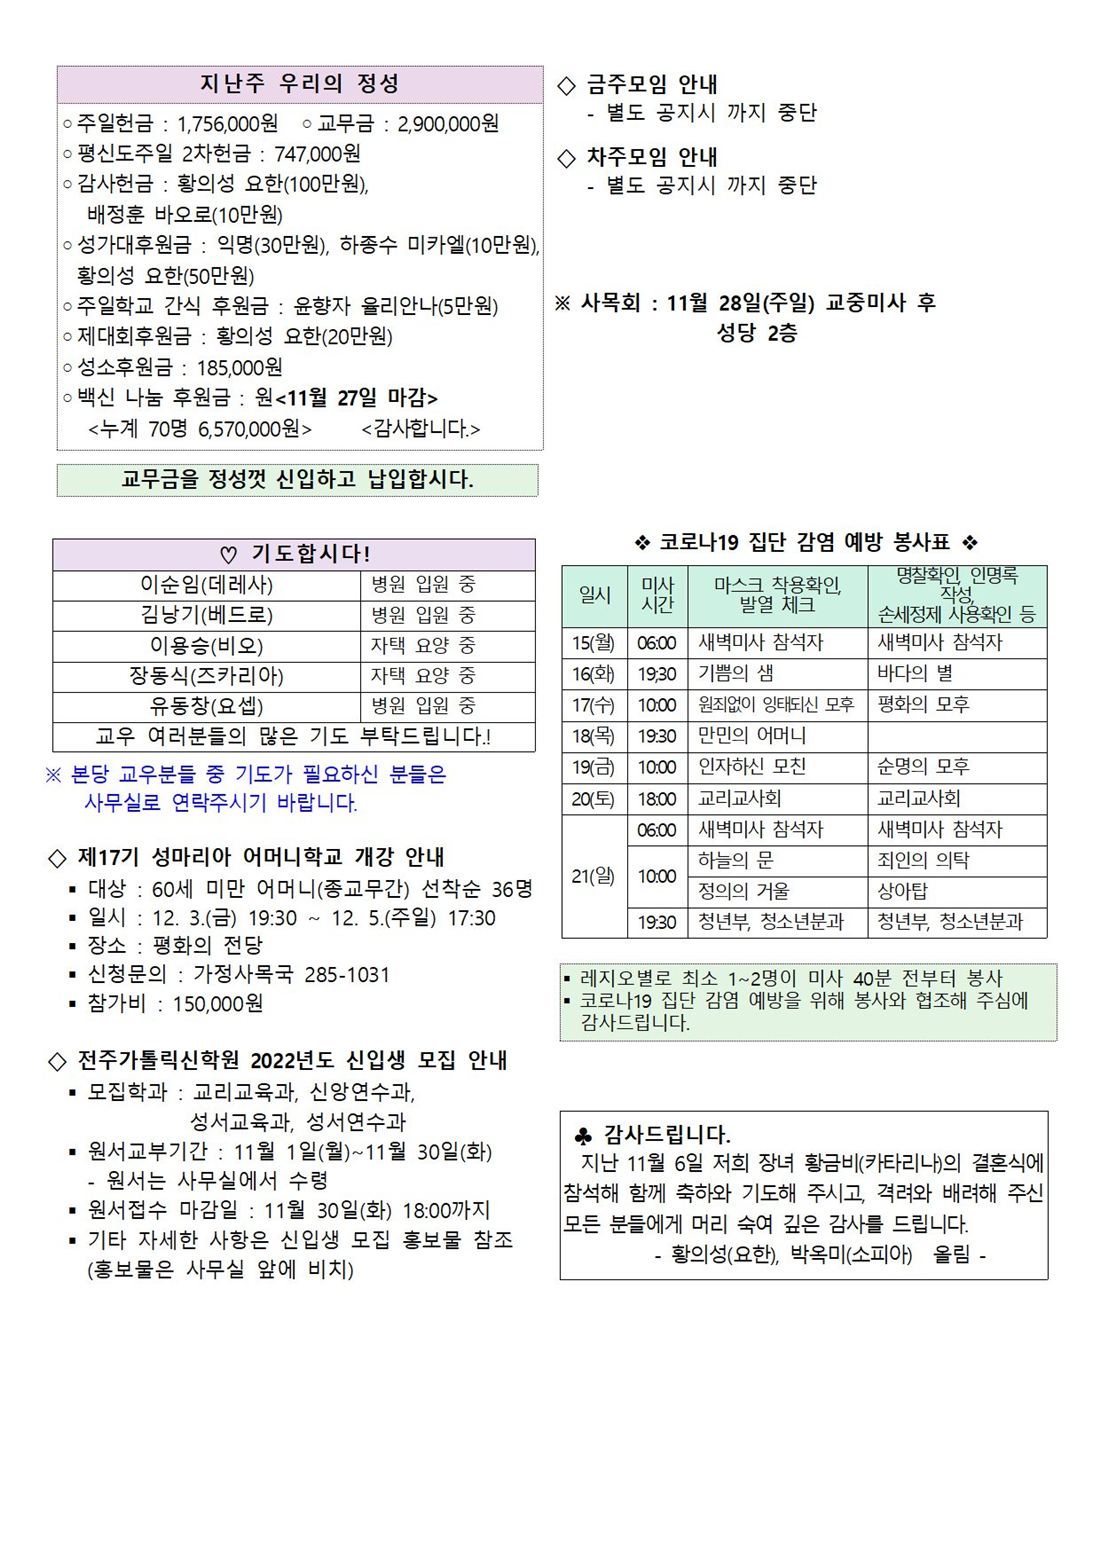 지난주 우리의 정성
○ 주일헌금 : 1,756,000원 ○ 교무금 : 2,900,000원
○ 평신도주일 2차헌금 : 747,000원
○ 감사헌금 : 황의성 요한(100만원),
배정훈 바오로(10만원)
○ 성가대후원금 : 익명(30만원), 하종수 미카엘(10만원),
황의성 요한(50만원)
○ 주일학교 간식 후원금 : 윤향자 율리안나(5만원)
○ 제대회후원금 : 황의성 요한(20만원)
○ 성소후원금 : 185,000원
○ 백신 나눔 후원금 : 원<11월 27일 마감>
<누계 70명 6,570,000원> <감사합니다.>
교무금을 정성껏 신입하고 납입합시다.
♡ 기도합시다!
이순임(데레사) 병원 입원 중
김낭기(베드로) 병원 입원 중
이용승(비오) 자택 요양 중
장동식(즈카리아) 자택 요양 중
유동창(요셉) 병원 입원 중
교우 여러분들의 많은 기도 부탁드립니다.!
※ 본당 교우분들 중 기도가 필요하신 분들은
사무실로 연락주시기 바랍니다.
◇ 제17기 성마리아 어머니학교 개강 안내
▪ 대상 : 60세 미만 어머니(종교무간) 선착순 36명
▪ 일시 : 12. 3.(금) 19:30 ~ 12. 5.(주일) 17:30
▪ 장소 : 평화의 전당
▪ 신청문의 : 가정사목국 285-1031
▪ 참가비 : 150,000원
◇ 전주가톨릭신학원 2022년도 신입생 모집 안내
▪ 모집학과 : 교리교육과, 신앙연수과,
성서교육과, 성서연수과
▪ 원서교부기간 : 11월 1일(월)~11월 30일(화)
- 원서는 사무실에서 수령
▪ 원서접수 마감일 : 11월 30일(화) 18:00까지
▪ 기타 자세한 사항은 신입생 모집 홍보물 참조
(홍보물은 사무실 앞에 비치)
◇ 금주모임 안내
- 별도 공지시 까지 중단
◇ 차주모임 안내
- 별도 공지시 까지 중단
※ 사목회 : 11월 28일(주일) 교중미사 후
성당 2층
❖ 코로나19 집단 감염 예방 봉사표 ❖
일시 미사 시간 마스크 착용확인, 발열 체크 명찰확인, 인명록 작성, 손세정제 사용확인 등
15(월) 06:00 새벽미사 참석자 새벽미사 참석자
16(화) 19;30 기쁨의 샘 바다의 별
17(수) 10:00 원죄없이 잉태되신 모후 평화의 모후
18(목) 19:30 만민의 어머니
19(금) 10:00 인자하신 모친 순명의 모후
20(토) 18:00 교리교사회 교리교사회
21(일) 06:00 새벽미사 참석자 새벽미사 참석자
10:00 하늘의 문 죄인의 의탁
정의의 거울 상아탑
19:30 청년부, 청소년분과 청년부, 청소년분과
▪ 레지오별로 최소 1~2명이 미사 40분 전부터 봉사
▪ 코로나19 집단 감염 예방을 위해 봉사와 협조해 주심에
감사드립니다.
♣ 감사드립니다.
지난 11월 6일 저희 장녀 황금비(카타리나)의 결혼식에
참석해 함께 축하와 기도해 주시고, 격려와 배려해 주신
모든 분들에게 머리 숙여 깊은 감사를 드립니다.
- 황의성(요한), 박옥미(소피아) 올림 -